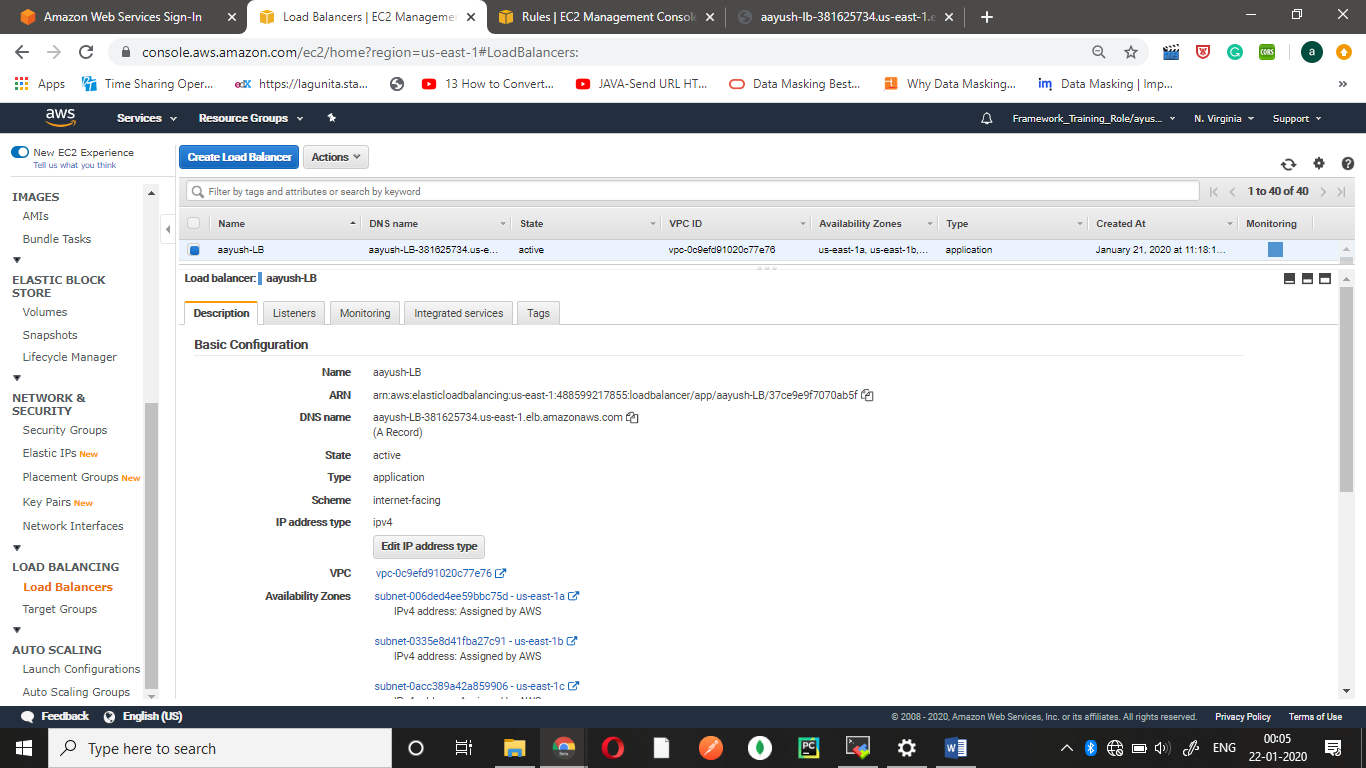 Amazon Web Services Sign-In
Load Balancers | EC2 Manageme
Rules | EC2 Management Conso
aayush-lb-381625734.us-east-1.e
console.aws.amazon.com/ec2/home?region=us-east-1#LoadBalancers:
a
Apps
Time Sharing Oper...
edX
https://lagunita.sta...
13 How to Convert...
JAVA-Send URL HT...
Data Masking Best...
Why Data Masking...
im
Data Masking | Imp...
aws
Services
Resource Groups
Framework_Training_Role/ayus...
N. Virginia
Support
New EC2 Experience
Tell us what you think
IMAGES
AMIs
Bundle Tasks
ELASTIC BLOCK
STORE
Volumes
Snapshots
Lifecycle Manager
NETWORK &
SECURITY
Security Groups
Elastic IPs New
Placement Groups New
Key Pairs New
Network Interfaces
LOAD BALANCING
Load Balancers
Target Groups
AUTO SCALING
Launch Configurations
Auto Scaling Groups
Create Load Balancer
Actions
Filter by tags and attributes or search by keyword
1 to 40 of 40
Name DNS name State VPC ID Availability Zones Type Created At Monitoring
aayush-LB aayush-LB-381625734.us-e... active vpc-0c9efd91020c77e76 us-east-1a, us-east-1b,... application January 21, 2020 at 11:18:1...
Load balancer: aayush-LB
Description
Listeners
Monitoring
Integrated services
Tags
Basic Configuration
Name aayush-LB
ARN arn:aws:elasticloadbalancing:us-east-1:488599217855:loadbalancer/app/aayush-LB/37ce9e9f7070ab5f
DNS name aayush-LB-381625734.us-east-1.elb.amazonaws.com
(A Record)
State active
Type application
Scheme internet-facing
IP address type ipv4
Edit IP address type
VPC vpc-0c9efd91020c77e76
Availability Zones subnet-006ded4ee59bbc75d - us-east-1a
IPv4 address: Assigned by AWS
subnet-0335e8d41fba27c91 - us-east-1b
IPv4 address: Assigned by AWS
subnet-0acc389a42a859906 - us-east-1c
Feedback
English (US)
© 2008 - 2020, Amazon Web Services, Inc. or its affiliates. All rights reserved.
Privacy Policy
Terms of Use
Type here to search
ENG
00:05
22-01-2020